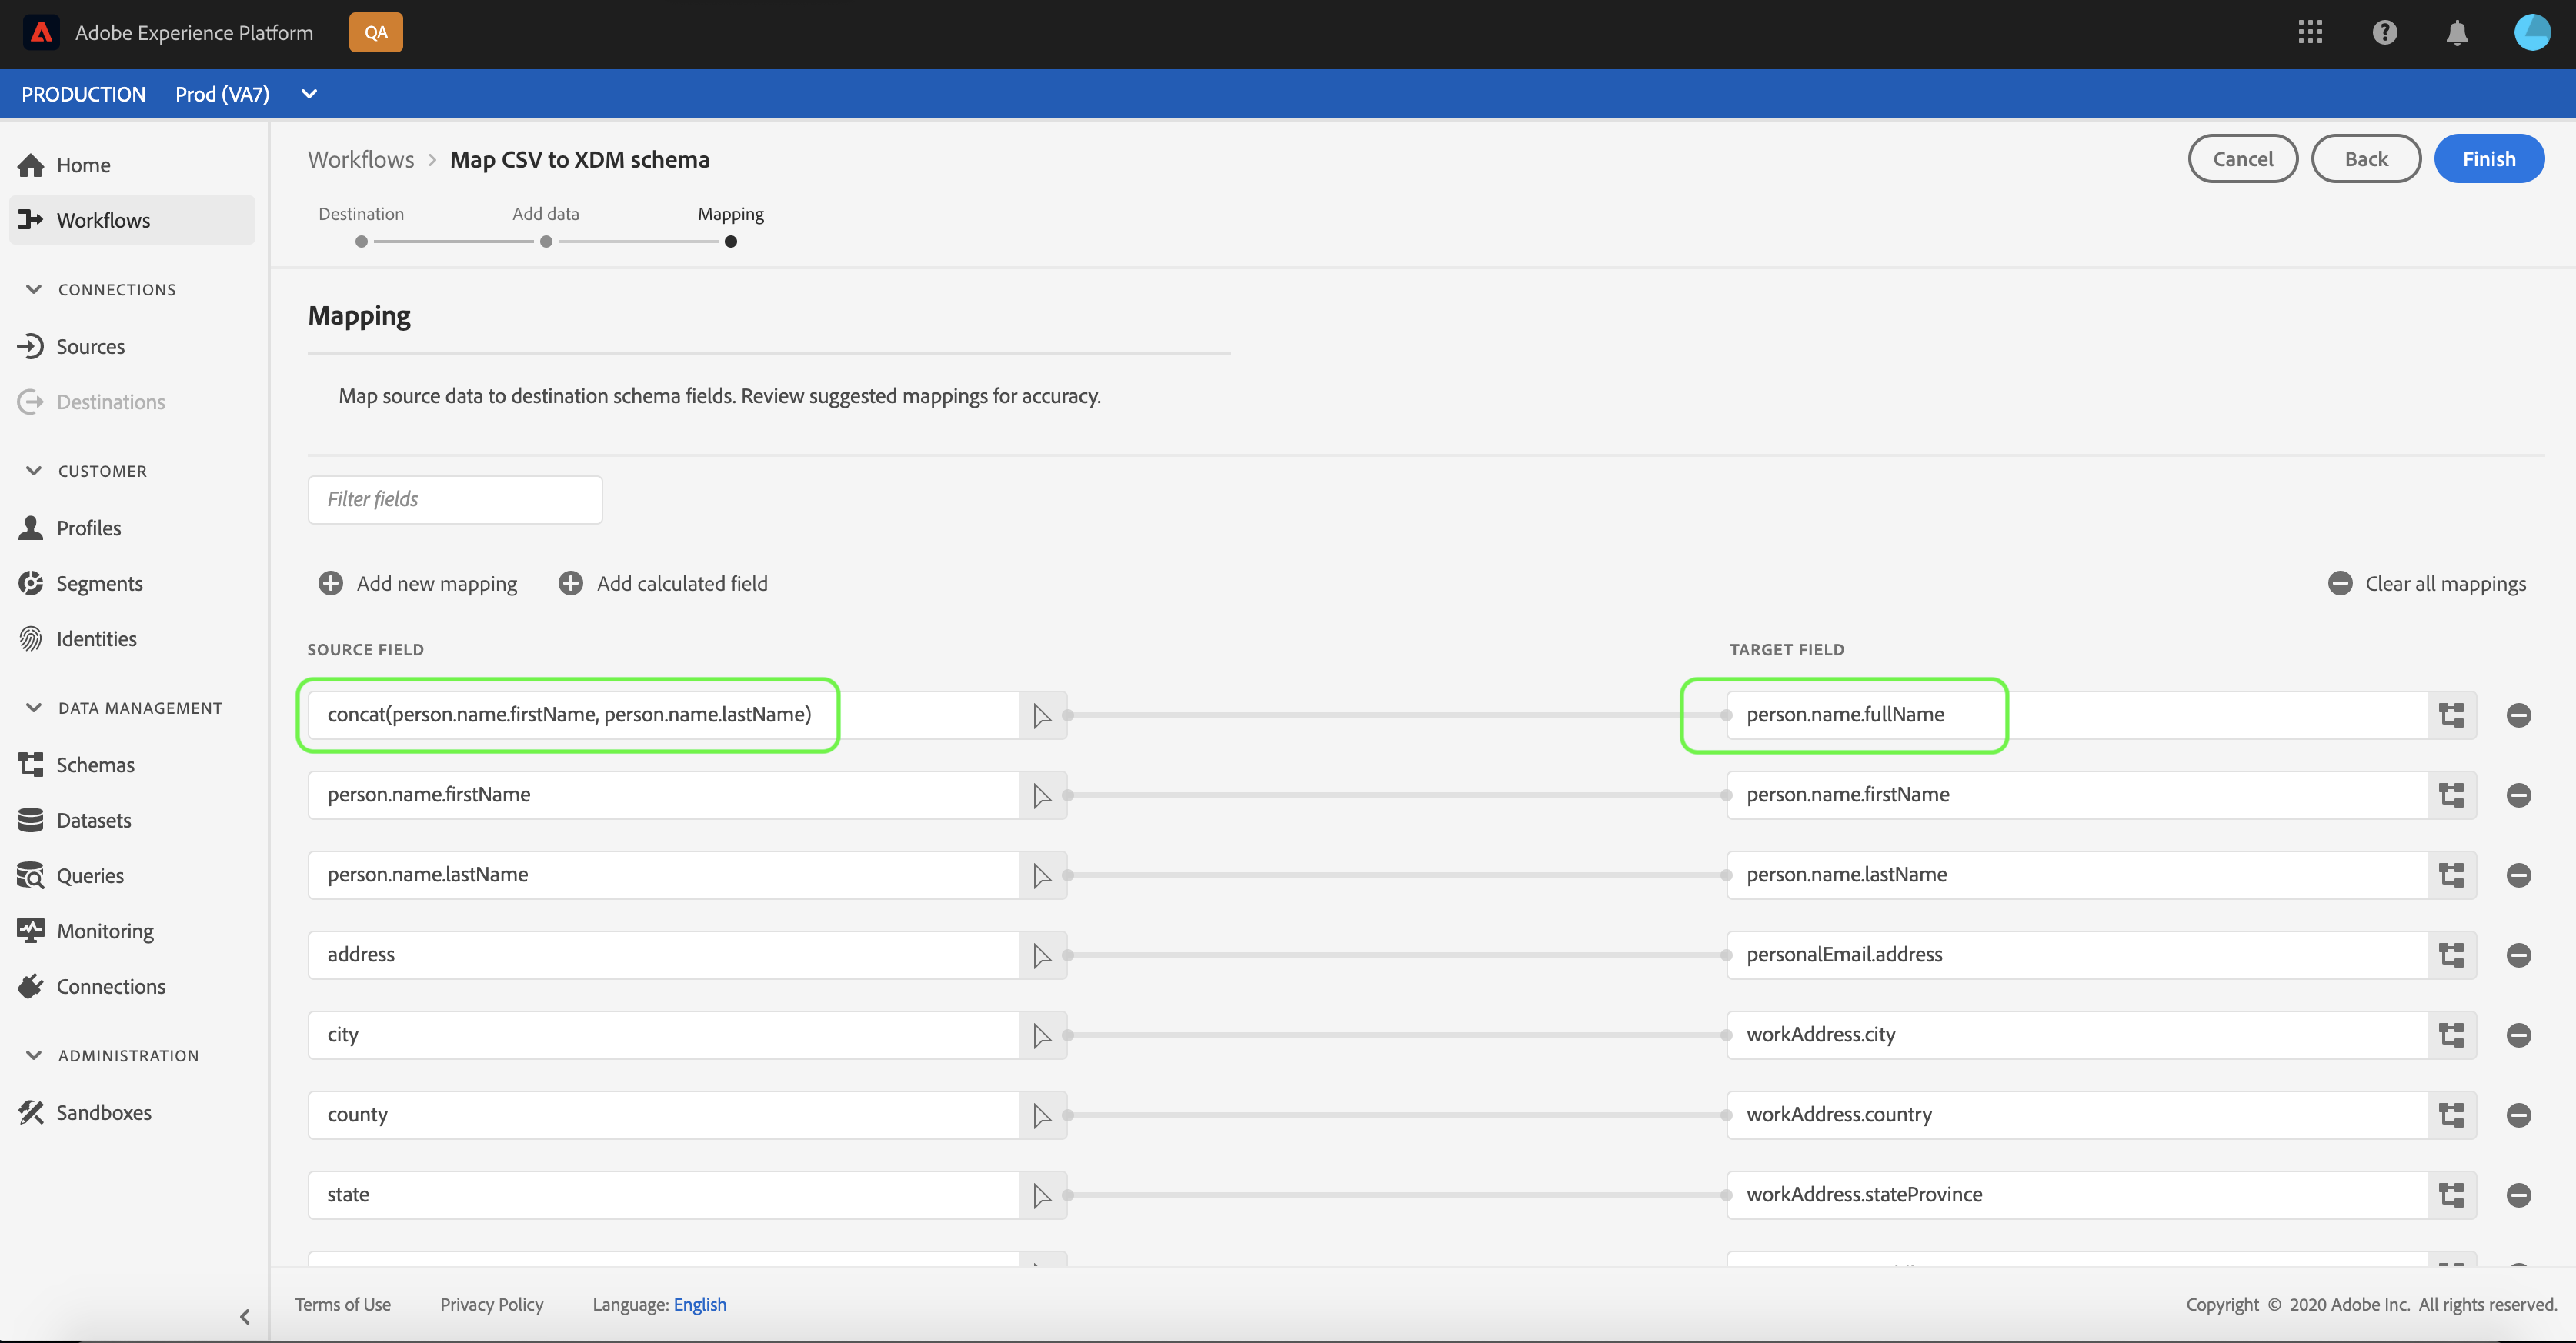 Adobe Experience Platform
QA
PRODUCTION Prod (VA7)
Home
Workflows
CONNECTIONS
Sources
Destinations
CUSTOMER
Profiles
Segments
Identities
DATA MANAGEMENT
Schemas
Datasets
Queries
Monitoring
Connections
ADMINISTRATION
Sandboxes
Workflows > Map CSV to XDM schema
Cancel Back Finish
Destination Add data Mapping
Mapping
Map source data to destination schema fields. Review suggested mappings for accuracy.
Filter fields
Add new mapping Add calculated field Clear all mappings
SOURCE FIELD TARGET FIELD
concat(person.name.firstName, person.name.lastName) person.name.fullName
person.name.firstName person.name.firstName
person.name.lastName person.name.lastName
address personalEmail.address
city workAddress.city
county workAddress.country
state workAddress.stateProvince
Terms of Use Privacy Policy Language: English Copyright © 2020 Adobe Inc. All rights reserved.